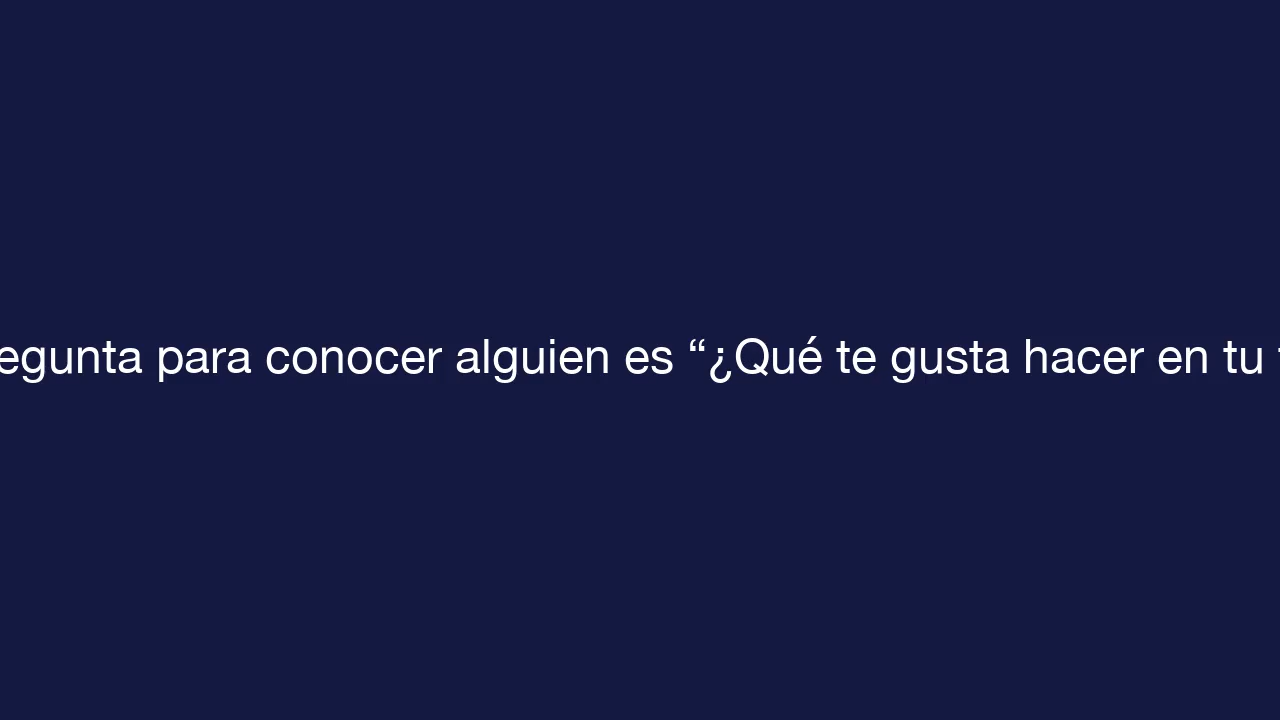 egunta para conocer alguien es “¿Qué te gusta hacer en tu